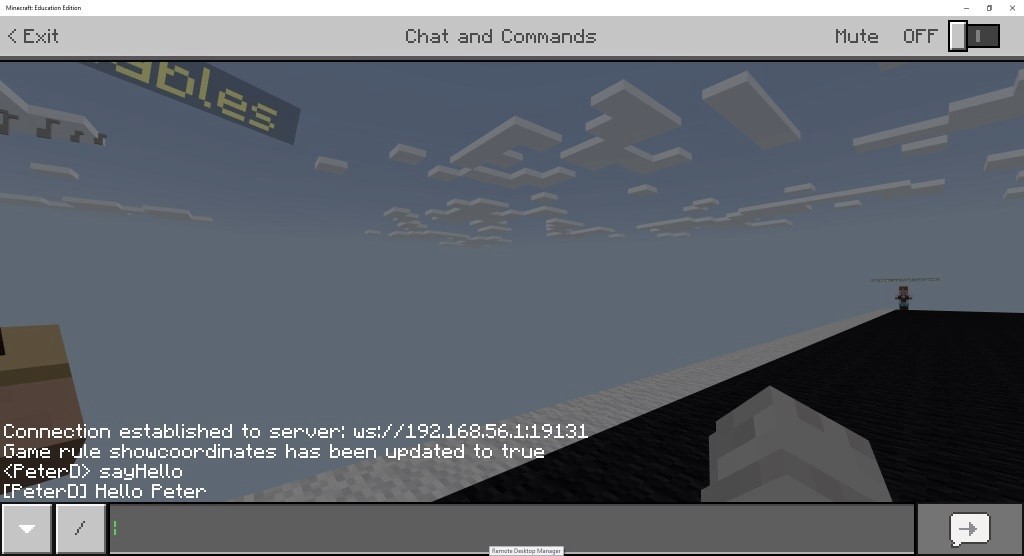 Minecraft: Education Edition
< Exit
Chat and Commands
Mute OFF
Connection established to server: ws://192.168.56.1:19131
Game rule showcoordinates has been updated to true
<PeterD> sayHello
[PeterD] Hello Peter
/
Remote Desktop Manager